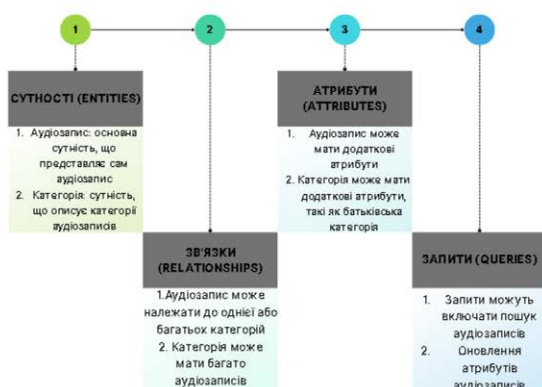 1
2
3
4
СУТНОСТІ (ENTITIES)
1. Аудіозапис: основна
сутність, що
представляє сам
аудіозапис
2. Категорія: сутність,
що описує категорії
аудіозаписів
ЗВ'ЯЗКИ
(RELATIONSHIPS)
1.Аудіозапис може
належати до однієї або
багатьох категорій
2. Категорія може
мати багато
аудіозаписів
АТРИБУТИ
(ATTRIBUTES)
1. Аудіозапис може
мати додаткові
атрибути
2. Категорія може мати
додаткові атрибути,
такі як батьківська
категорія
ЗАПИТИ (QUERIES)
1. Запити можуть
включати пошук
аудіозаписів
2. Оновлення
атрибутів
аудіозаписів